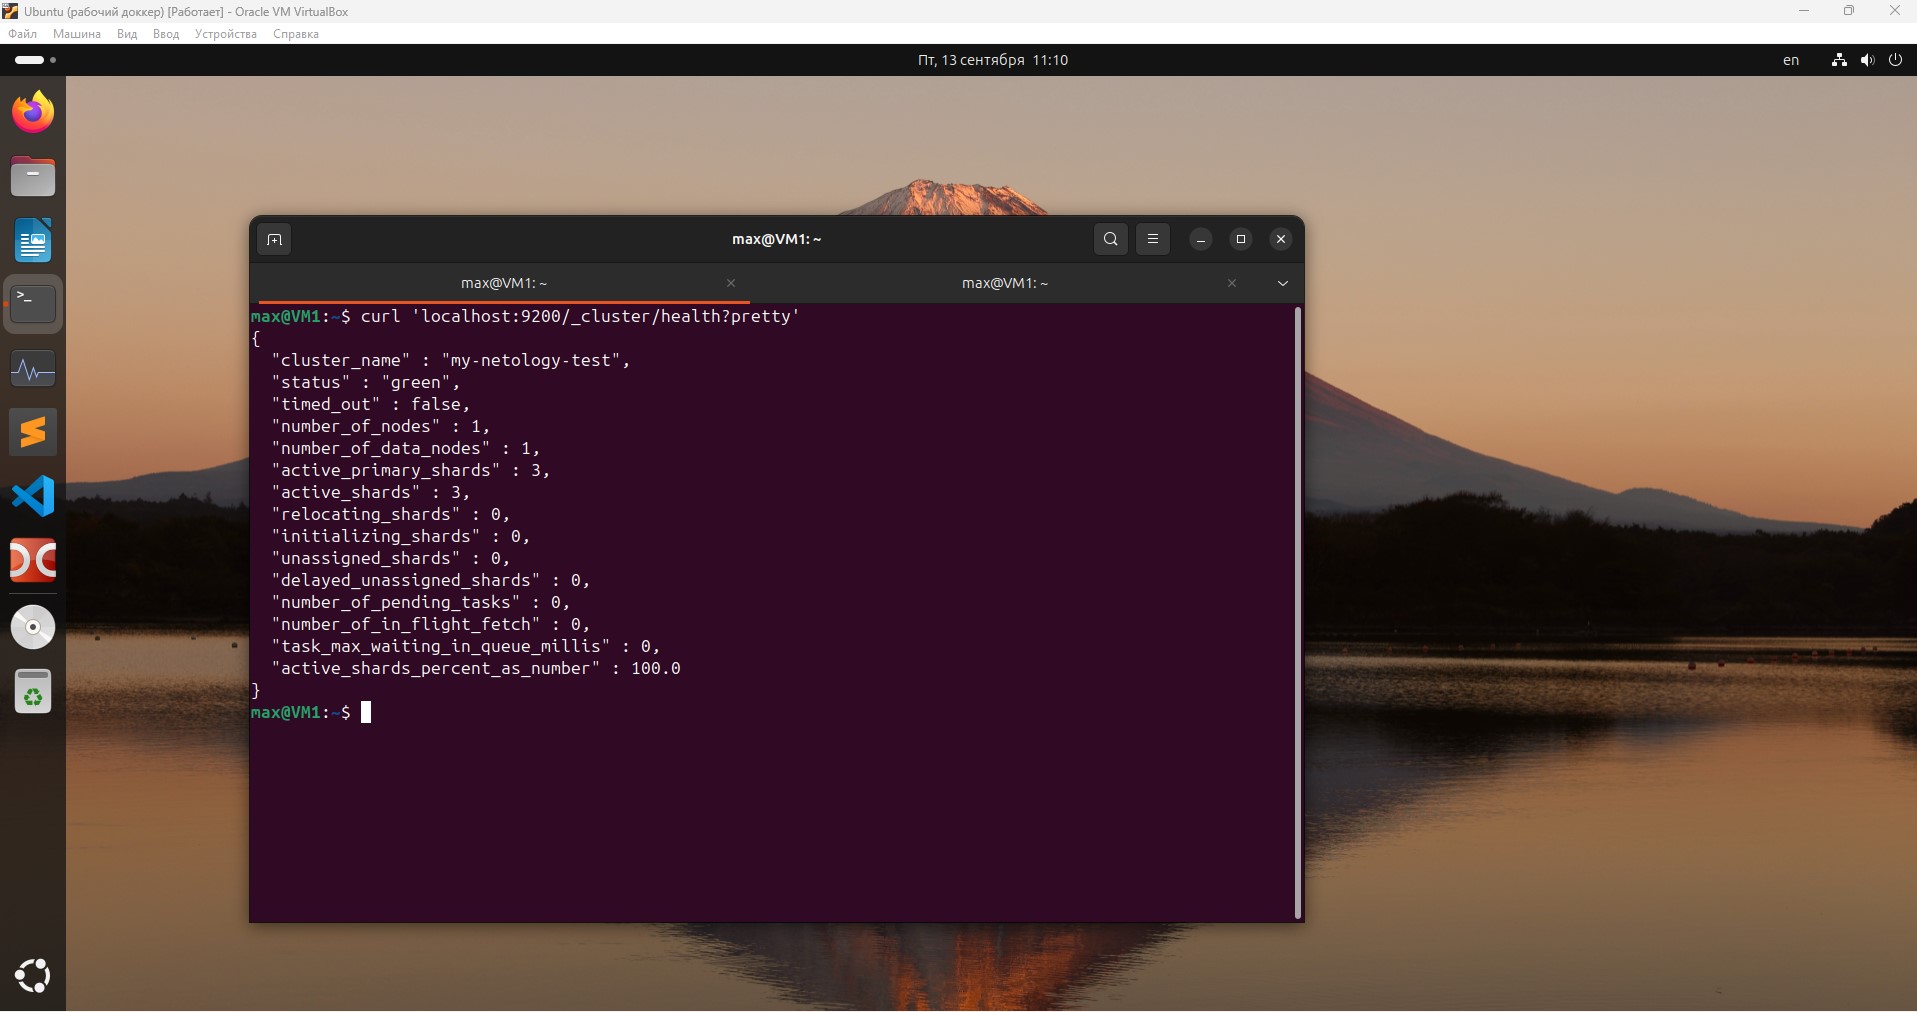 Ubuntu (рабочий доккер) [Работает] - Oracle VM VirtualBox
Файл Машина Вид Ввод Устройства Справка
Пт, 13 сентября 11:10
en
max@VM1: ~
max@VM1: ~
max@VM1: ~
max@VM1:~$ curl 'localhost:9200/_cluster/health?pretty'
{
  "cluster_name" : "my-netology-test",
  "status" : "green",
  "timed_out" : false,
  "number_of_nodes" : 1,
  "number_of_data_nodes" : 1,
  "active_primary_shards" : 3,
  "active_shards" : 3,
  "relocating_shards" : 0,
  "initializing_shards" : 0,
  "unassigned_shards" : 0,
  "delayed_unassigned_shards" : 0,
  "number_of_pending_tasks" : 0,
  "number_of_in_flight_fetch" : 0,
  "task_max_waiting_in_queue_millis" : 0,
  "active_shards_percent_as_number" : 100.0
}
max@VM1:~$